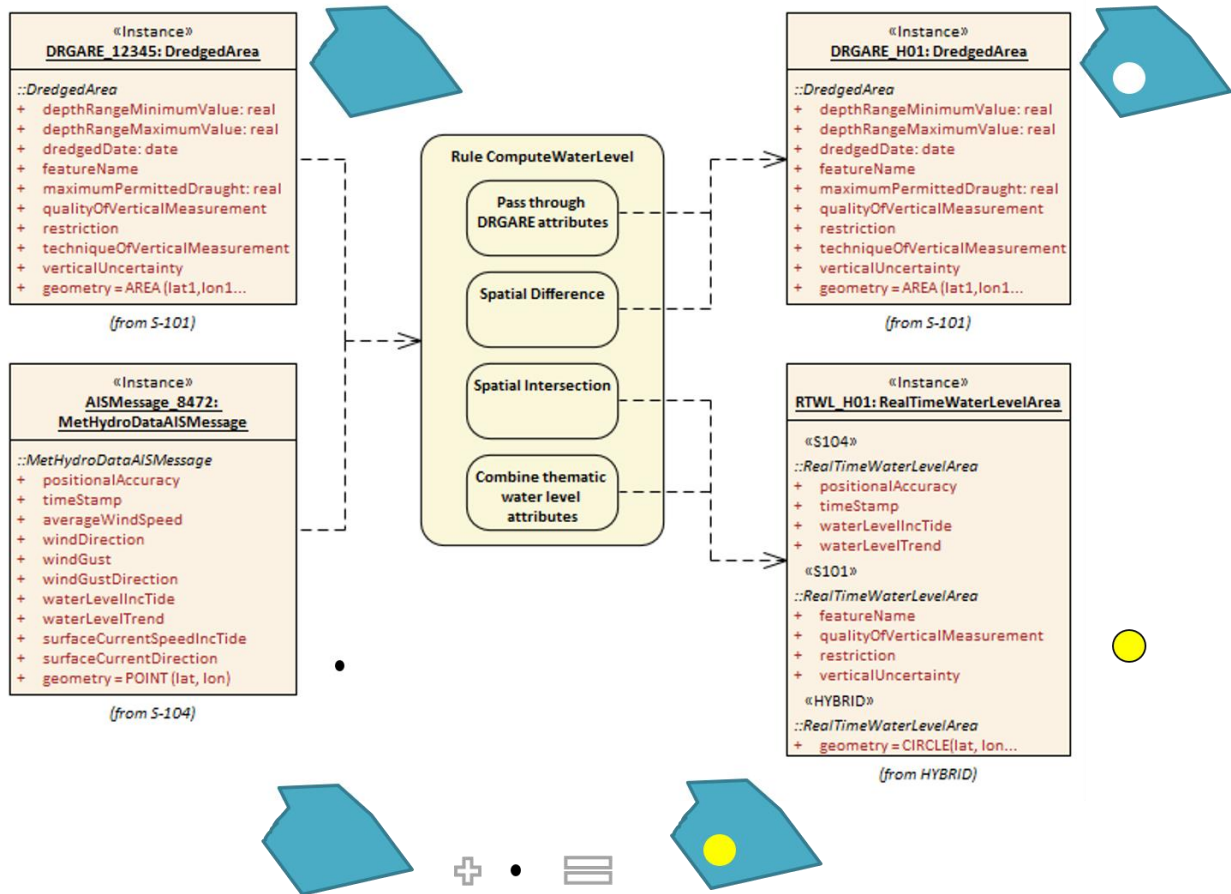 «Instance»
DRGARE_12345: DredgedArea
::DredgedArea
+ depthRangeMinimumValue: real
+ depthRangeMaximumValue: real
+ dredgedDate: date
+ featureName
+ maximumPermittedDraught: real
+ qualityOfVerticalMeasurement
+ restriction
+ techniqueOfVerticalMeasurement
+ verticalUncertainty
+ geometry = AREA (lat1,lon1...
(from S-101)
«Instance»
AISMessage_8472:
MetHydroDataAISMessage
::MetHydroDataAISMessage
+ positionalAccuracy
+ timeStamp
+ averageWindSpeed
+ windDirection
+ windGust
+ windGustDirection
+ waterLevelIncTide
+ waterLevelTrend
+ surfaceCurrentSpeedIncTide
+ surfaceCurrentDirection
+ geometry = POINT (lat, lon)
(from S-104)
Rule ComputeWaterLevel
Pass through
DRGARE attributes
Spatial Difference
Spatial Intersection
Combine thematic
water level
attributes
«Instance»
DRGARE_H01: DredgedArea
::DredgedArea
+ depthRangeMinimumValue: real
+ depthRangeMaximumValue: real
+ dredgedDate: date
+ featureName
+ maximumPermittedDraught: real
+ qualityOfVerticalMeasurement
+ restriction
+ techniqueOfVerticalMeasurement
+ verticalUncertainty
+ geometry = AREA (lat1,lon1...
(from S-101)
«Instance»
RTWL_H01: RealTimeWaterLevelArea
«S104»
::RealTimeWaterLevelArea
+ positionalAccuracy
+ timeStamp
+ waterLevelIncTide
+ waterLevelTrend
«S101»
::RealTimeWaterLevelArea
+ featureName
+ qualityOfVerticalMeasurement
+ restriction
+ verticalUncertainty
«HYBRID»
::RealTimeWaterLevelArea
+ geometry = CIRCLE(lat, lon...
(from HYBRID)